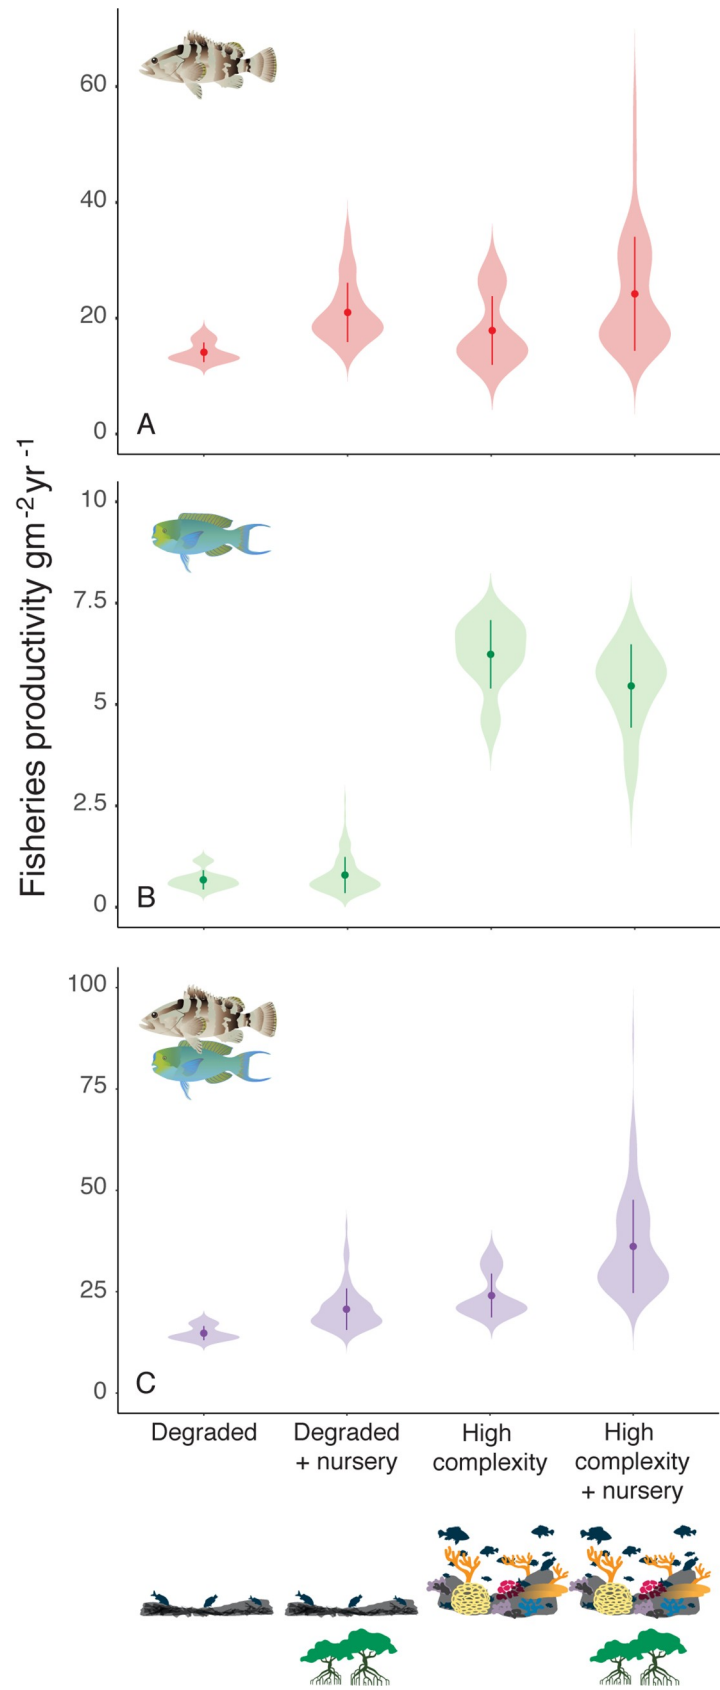 Fisheries productivity gm-2yr-1
60
40
20
0
A
10
7.5
5
2.5
0
B
100
75
50
25
0
C
Degraded
Degraded
+ nursery
High
complexity
High
complexity
+ nursery